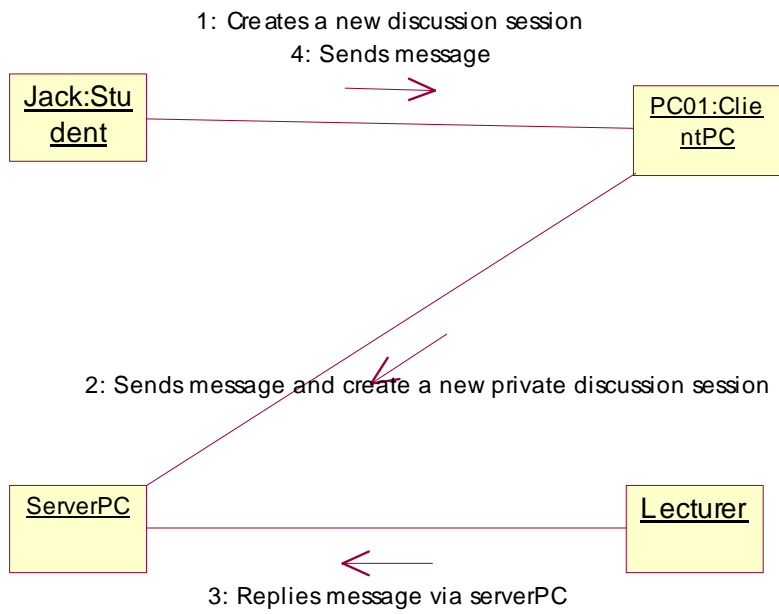 1: Creates a new discussion session
4: Sends message
Jack:Stu
dent
PC01:Clie
ntPC
2: Sends message and create a new private discussion session
ServerPC
Lecturer
3: Replies message via serverPC